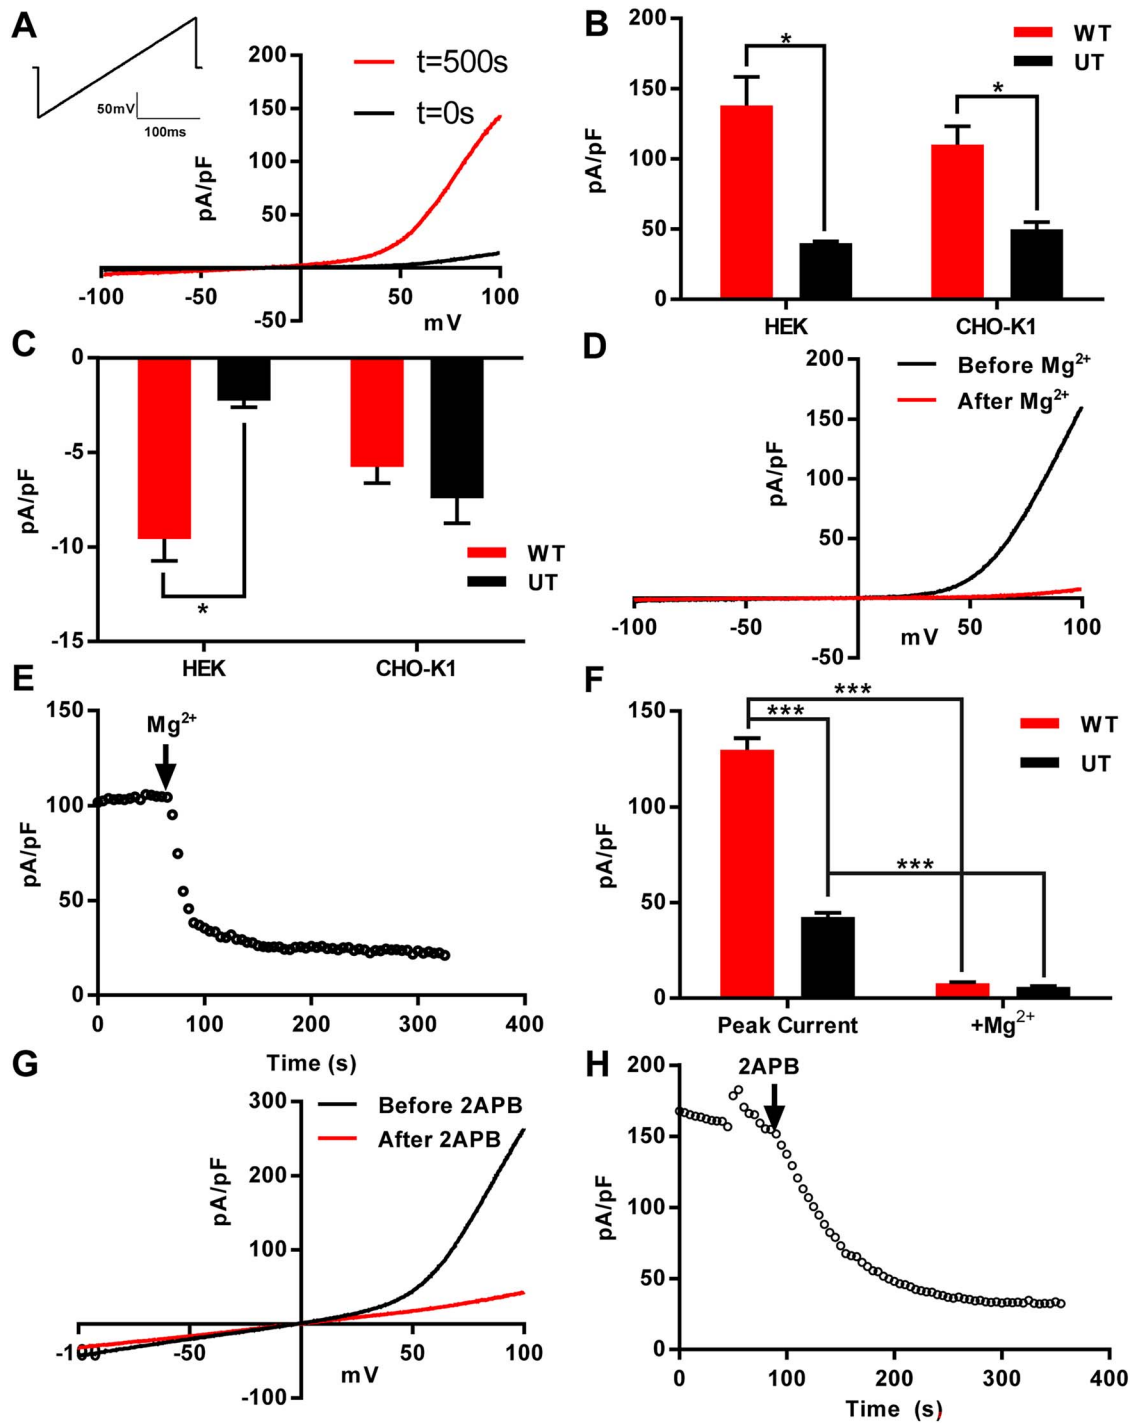 A
50mV
100ms
t=500s
t=0s
200
150
100
50
-50
-100
-50
50
100
pA/pF
mV
B
WT
UT
200
150
100
50
0
pA/pF
*
*
HEK
CHO-K1
C
0
-5
-10
-15
pA/pF
WT
UT
*
HEK
CHO-K1
D
Before Mg²⁺
After Mg²⁺
200
150
100
50
-50
-100
-50
50
100
pA/pF
mV
E
150
100
50
0
pA/pF
Mg²⁺
0
100
200
300
400
Time (s)
F
WT
UT
150
100
50
0
pA/pF
***
***
***
Peak Current
+Mg²⁺
G
Before 2APB
After 2APB
300
200
100
-100
-100
-50
50
100
pA/pF
mV
H
2APB
200
150
100
50
0
pA/pF
0
100
200
300
400
Time (s)